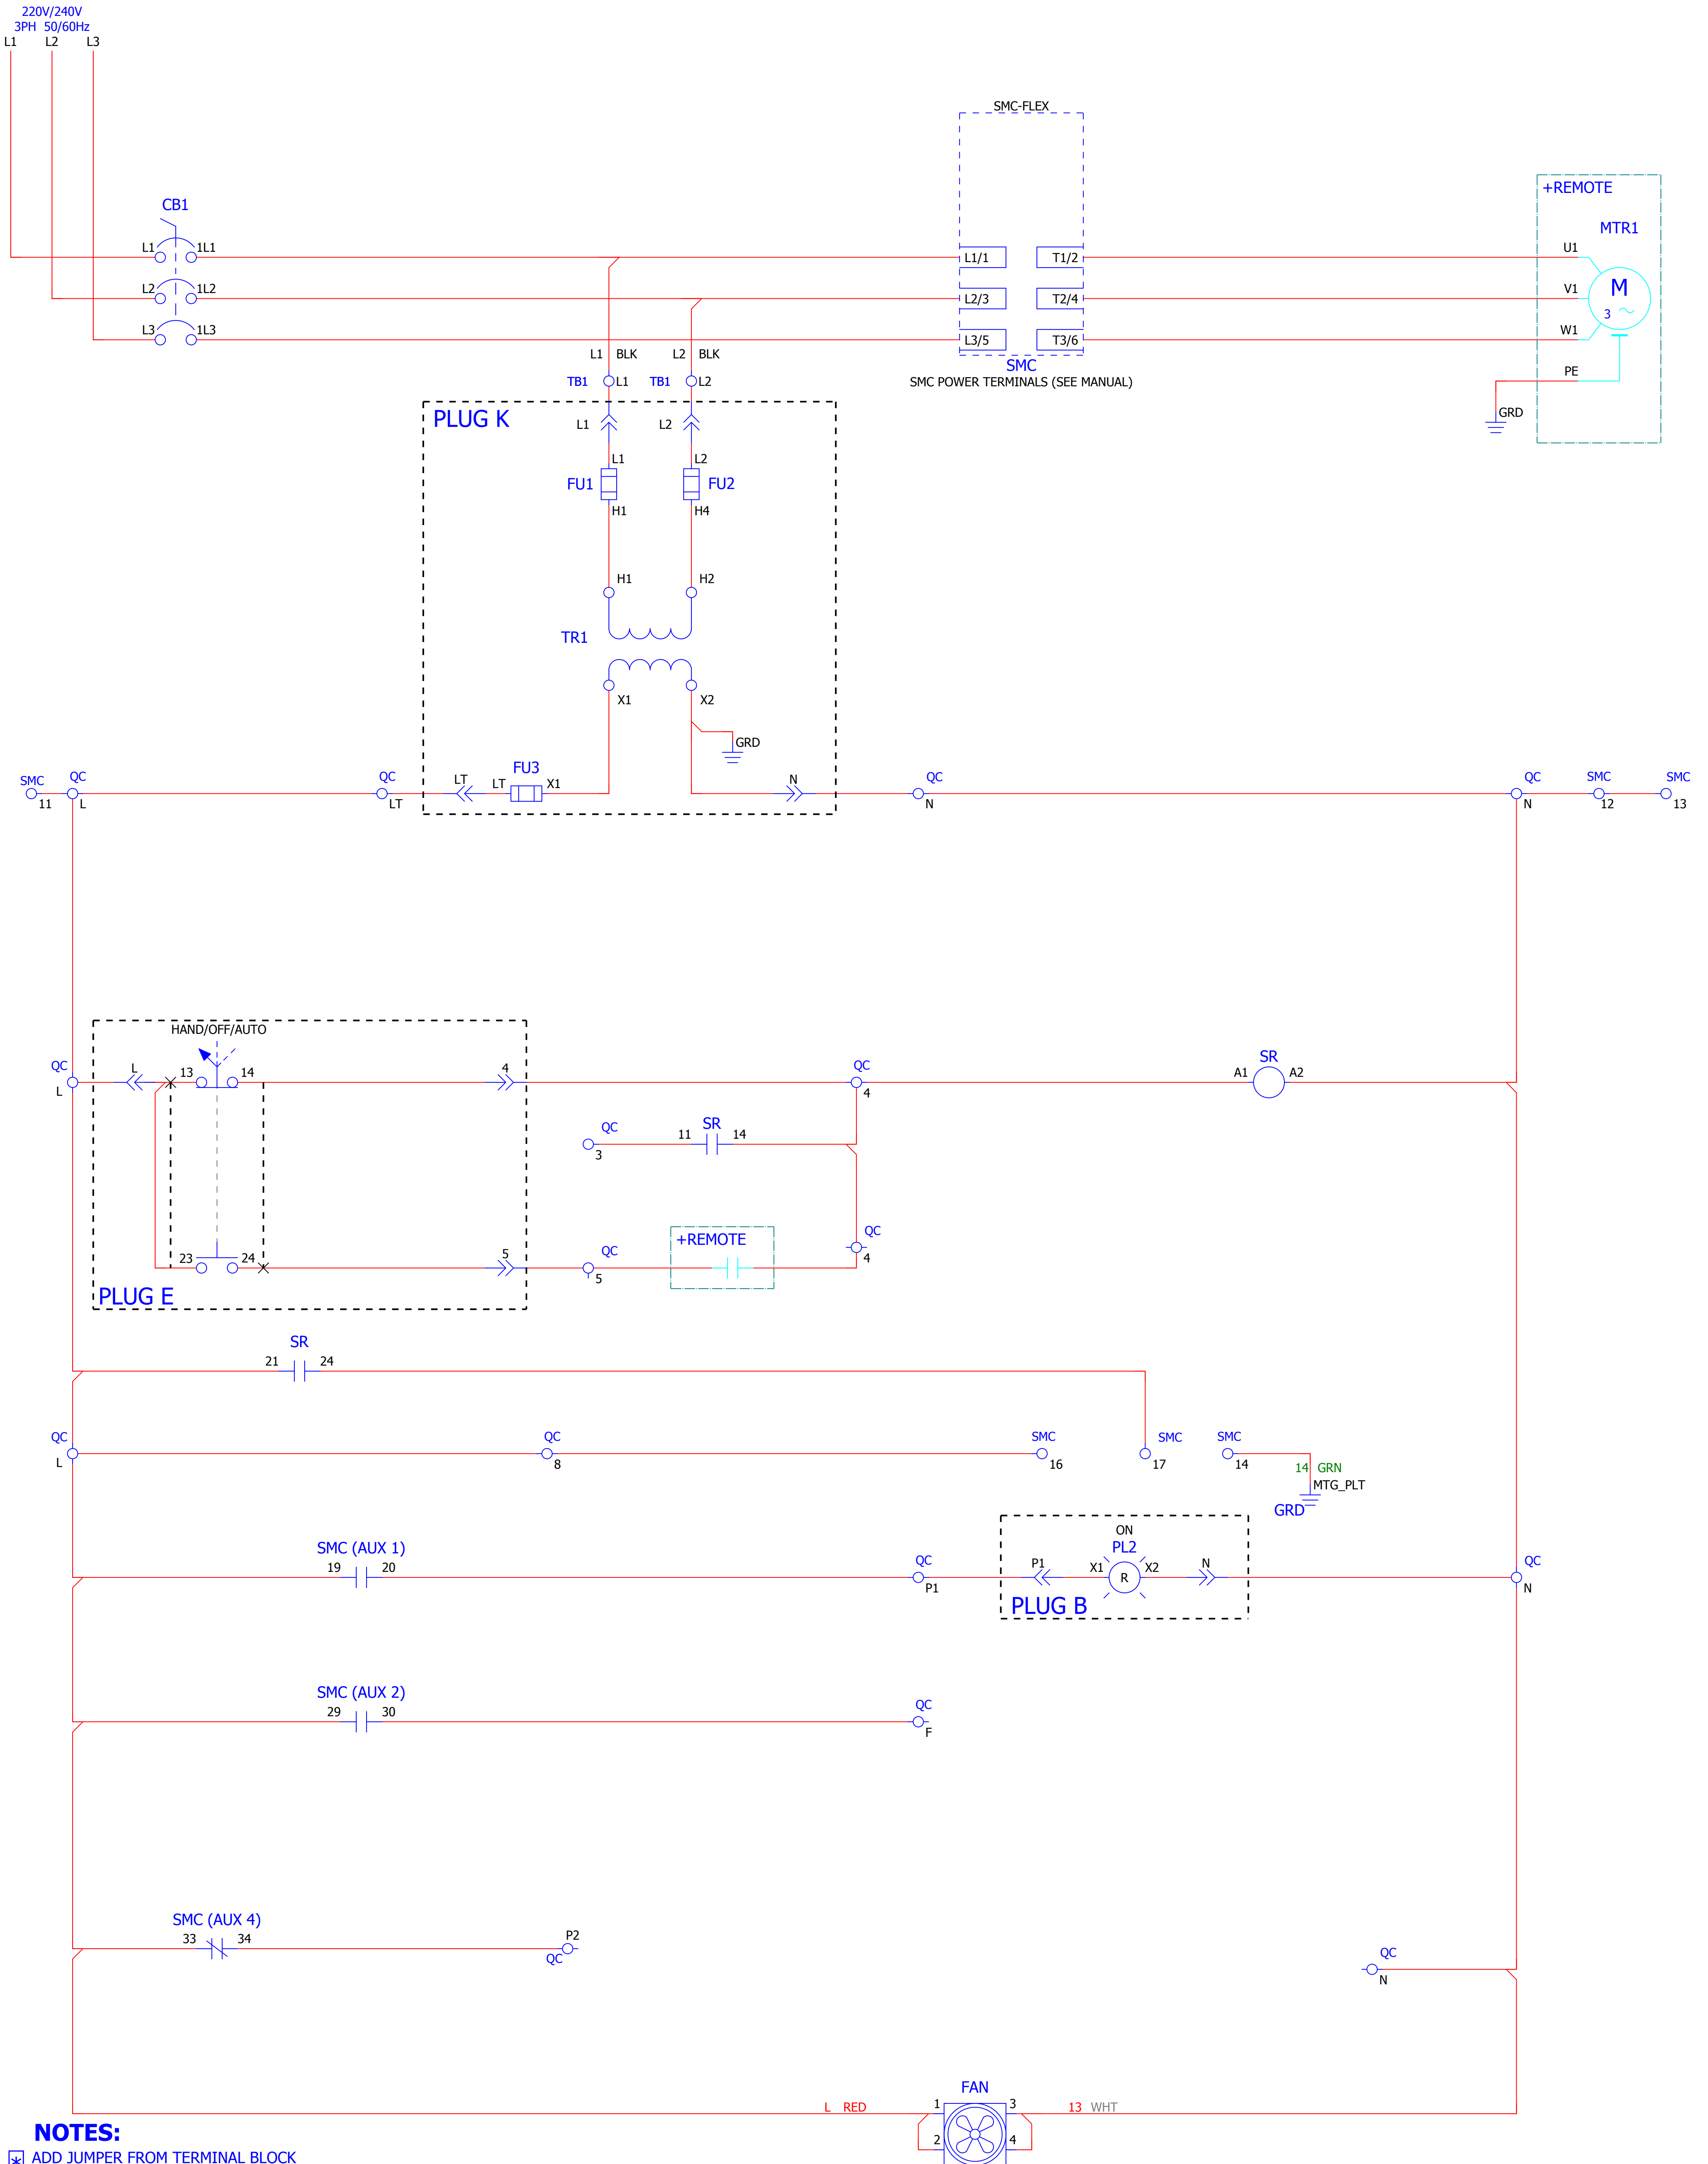 220V/240V
3PH 50/60Hz
L1 L2 L3
SMC-FLEX
+REMOTE
CB1
MTR1
L1 1L1 L1/1 T1/2 U1
L2 1L2 L2/3 T2/4 V1
M
3
L3 1L3 L3/5 T3/6 W1
L1 BLK L2 BLK
SMC
PE
TB1 L1 TB1 L2
SMC POWER TERMINALS (SEE MANUAL)
PLUG K
L1 L2
GRD
L1 L2
FU1 FU2
H1 H4
H1 H2
TR1
X1 X2
GRD
FU3
SMC QC QC LT LT X1 N QC QC SMC SMC
11 L LT N N 12 13
HAND/OFF/AUTO
QC L 13 14 4 QC SR
A1 A2
L 4
QC 11 SR 14
3
QC
+REMOTE
4
23 24 5 QC
5
PLUG E
SR
21 24
QC QC SMC SMC SMC
L 8 16 17 14
14 GRN
MTG_PLT
GRD
ON
SMC (AUX 1) PL2
19 20 QC P1 X1 R X2 N QC
P1 N
PLUG B
SMC (AUX 2)
29 30 QC
F
SMC (AUX 4)
33 34 P2
QC
QC
N
FAN
L RED 1 3 13 WHT
2 4
NOTES:
* ADD JUMPER FROM TERMINAL BLOCK